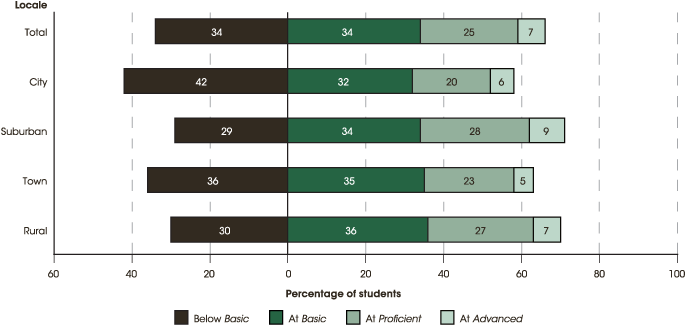 Locale
Total 34 34 25 7
City 42 32 20 6
Suburban 29 34 28 9
Town 36 35 23 5
Rural 30 36 27 7
60 40 20 0 20 40 60 80 100
Percentage of students
Below Basic At Basic At Proficient At Advanced